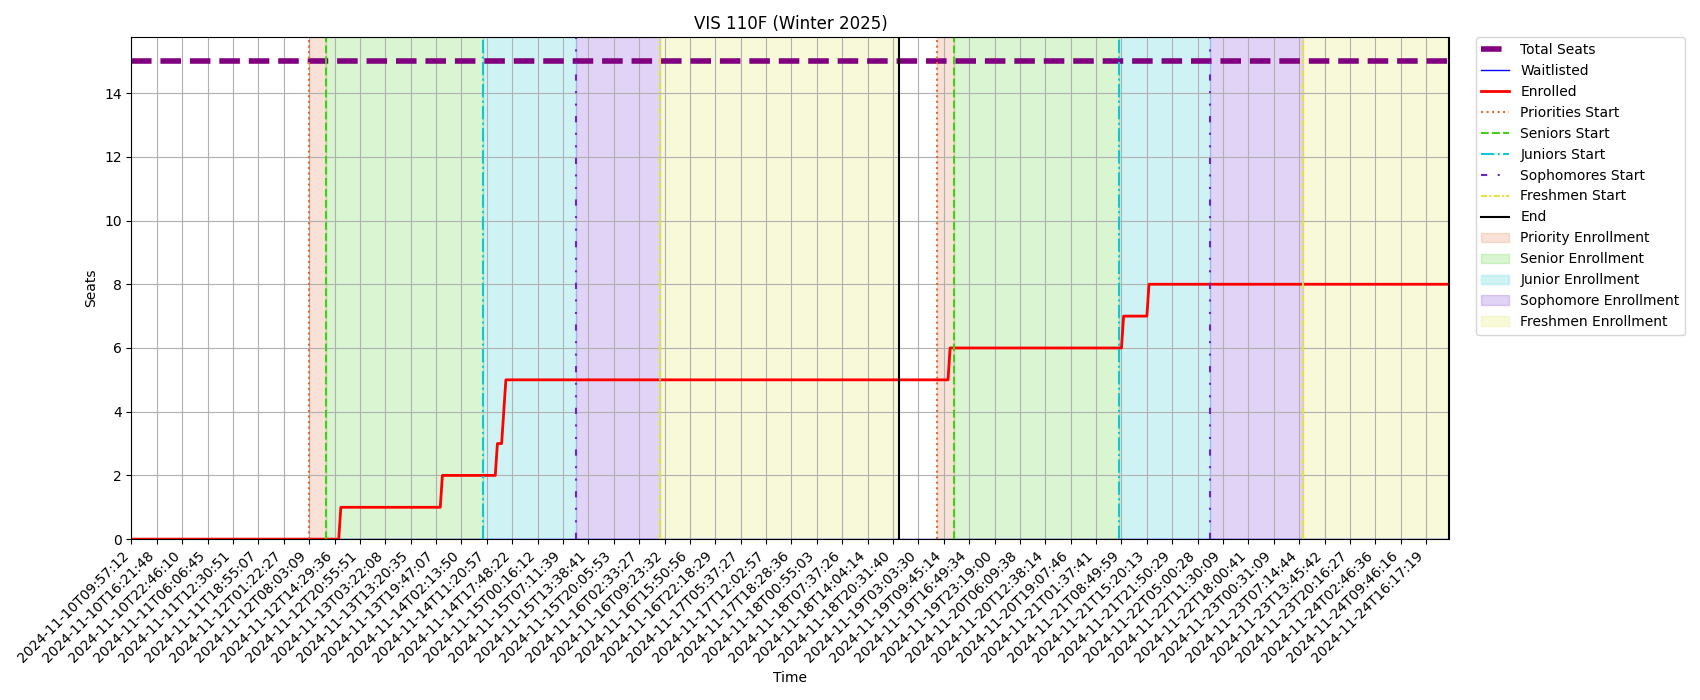 VIS 110F (Winter 2025)
Seats
14
12
10
8
6
4
2
0
2024-11-10T09:57:12
2024-11-10T16:21:48
2024-11-10T22:46:10
2024-11-11T06:06:45
2024-11-11T12:30:51
2024-11-11T18:55:07
2024-11-12T01:22:27
2024-11-12T08:03:09
2024-11-12T14:29:36
2024-11-12T20:55:51
2024-11-13T03:22:08
2024-11-13T13:20:35
2024-11-13T19:47:07
2024-11-14T02:13:50
2024-11-14T11:20:57
2024-11-14T17:48:22
2024-11-15T00:16:12
2024-11-15T07:11:39
2024-11-15T13:38:41
2024-11-15T20:05:53
2024-11-16T02:33:27
2024-11-16T09:23:32
2024-11-16T15:50:56
2024-11-16T22:18:29
2024-11-17T05:37:27
2024-11-17T12:02:57
2024-11-17T18:28:36
2024-11-18T00:55:03
2024-11-18T07:37:26
2024-11-18T14:04:14
2024-11-18T20:31:40
2024-11-19T03:03:30
2024-11-19T09:45:14
2024-11-19T16:49:34
2024-11-19T23:19:00
2024-11-20T06:09:38
2024-11-20T12:38:14
2024-11-20T19:07:46
2024-11-21T01:37:41
2024-11-21T08:49:59
2024-11-21T15:20:13
2024-11-21T21:50:29
2024-11-22T05:00:28
2024-11-22T11:30:09
2024-11-22T18:00:41
2024-11-23T00:31:09
2024-11-23T07:14:44
2024-11-23T13:45:42
2024-11-23T20:16:27
2024-11-24T02:46:36
2024-11-24T09:46:16
2024-11-24T16:17:19
Time
Total Seats
Waitlisted
Enrolled
Priorities Start
Seniors Start
Juniors Start
Sophomores Start
Freshmen Start
End
Priority Enrollment
Senior Enrollment
Junior Enrollment
Sophomore Enrollment
Freshmen Enrollment